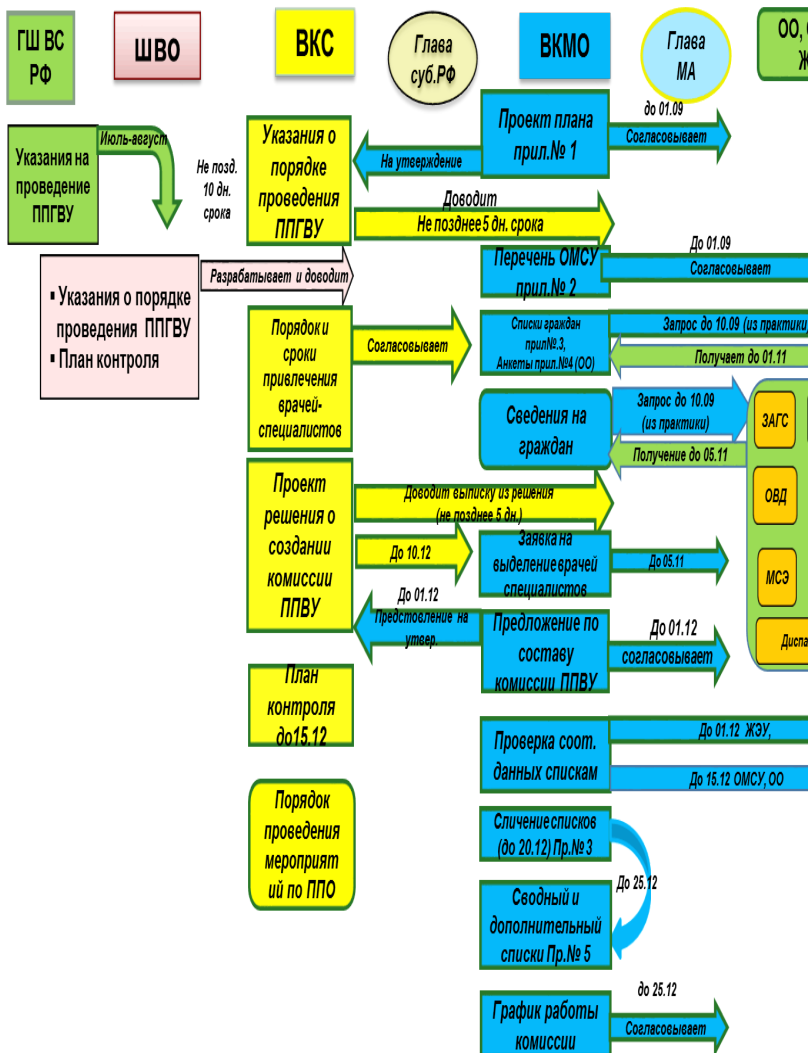 ГШ ВС
РФ
ШВО
ВКС
Глава
суб.РФ
ВКМО
Глава
МА
ОО, 
Ж
Указания на
проведение
ППГВУ
Июль-август
Не позд.
10 дн.
срока
Указания о
порядке
проведения
ППГВУ
На утверждение
Проект плана
прил.№ 1
до 01.09
Согласовывает
Доводит
Не позднее 5 дн. срока
▪ Указания о порядке
проведения ППГВУ
▪ План контроля
Разрабатывает и доводит
Перечень ОМСУ
прил.№ 2
До 01.09
Согласовывает
Порядок и
сроки
привлечения
врачей-
специалистов
Согласовывает
Списки граждан
прил№.3,
Анкеты прил.№4 (ОО)
Запрос до 10.09 (из практики)
Получает до 01.11
Сведения на
граждан
Запрос до 10.09
(из практики)
Получение до 05.11
ЗАГС
ОВД
МСЭ
Диспа
Проект
решения о
создании
комиссии
ППВУ
Доводит выписку из решения
(не позднее 5 дн.)
До 10.12
Заявка на
выделение врачей
специалистов
До 05.11
До 01.12
Предстовление на
утвер.
Предложение по
составу
комиссии ППВУ
До 01.12
согласовывает
План
контроля
до15.12
Проверка соот.
данных спискам
До 01.12 ЖЭУ,
До 15.12 ОМСУ, ОО
Порядок
проведения
мероприят
ий по ППО
Сличение списков
(до 20.12) Пр.№ 3
До 25.12
Сводный и
дополнительный
списки Пр.№ 5
График работы
комиссии
до 25.12
Согласовывает